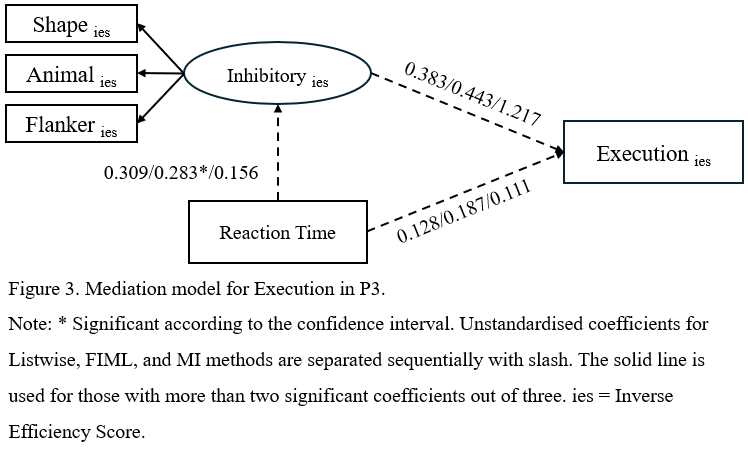 Shape ies
Animal ies
Flanker ies
Inhibitory ies
0.383/0.443/1.217
Execution ies
0.309/0.283*/0.156
Reaction Time
0.128/0.187/0.111
Figure 3. Mediation model for Execution in P3.
Note: * Significant according to the confidence interval. Unstandardised coefficients for
Listwise, FIML, and MI methods are separated sequentially with slash. The solid line is
used for those with more than two significant coefficients out of three. ies = Inverse
Efficiency Score.